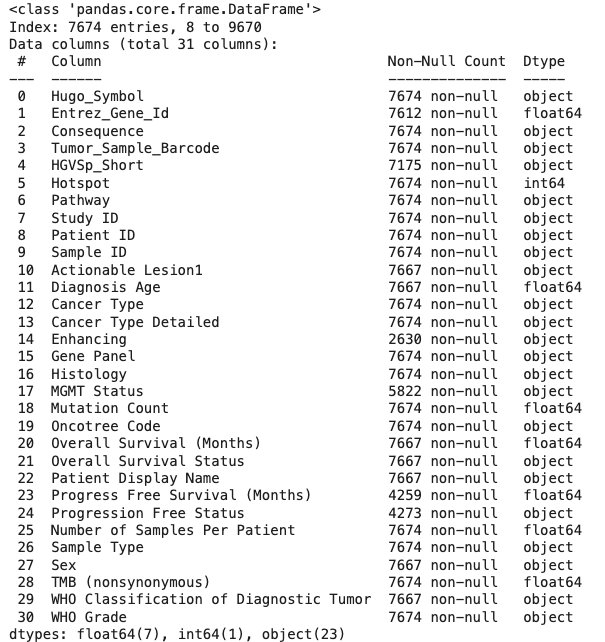 <class 'pandas.core.frame.DataFrame'>
Index: 7674 entries, 8 to 9670
Data columns (total 31 columns):
 #   Column                               Non-Null Count  Dtype
---  ------                               --------------  -----
 0   Hugo_Symbol                          7674 non-null   object
 1   Entrez_Gene_Id                       7612 non-null   float64
 2   Consequence                          7674 non-null   object
 3   Tumor_Sample_Barcode                 7674 non-null   object
 4   HGVSp_Short                          7175 non-null   object
 5   Hotspot                              7674 non-null   int64
 6   Pathway                              7674 non-null   object
 7   Study ID                             7674 non-null   object
 8   Patient ID                           7674 non-null   object
 9   Sample ID                            7674 non-null   object
 10  Actionable Lesion1                   7667 non-null   object
 11  Diagnosis Age                        7667 non-null   float64
 12  Cancer Type                          7674 non-null   object
 13  Cancer Type Detailed                 7674 non-null   object
 14  Enhancing                            2630 non-null   object
 15  Gene Panel                           7674 non-null   object
 16  Histology                            7674 non-null   object
 17  MGMT Status                          5822 non-null   object
 18  Mutation Count                       7674 non-null   float64
 19  Oncotree Code                        7674 non-null   object
 20  Overall Survival (Months)            7667 non-null   float64
 21  Overall Survival Status              7667 non-null   object
 22  Patient Display Name                 7667 non-null   object
 23  Progress Free Survival (Months)      4259 non-null   float64
 24  Progression Free Status              4273 non-null   object
 25  Number of Samples Per Patient        7674 non-null   float64
 26  Sample Type                          7674 non-null   object
 27  Sex                                  7667 non-null   object
 28  TMB (nonsynonymous)                  7674 non-null   float64
 29  WHO Classification of Diagnostic Tumor  7667 non-null   object
 30  WHO Grade                            7674 non-null   object
dtypes: float64(7), int64(1), object(23)